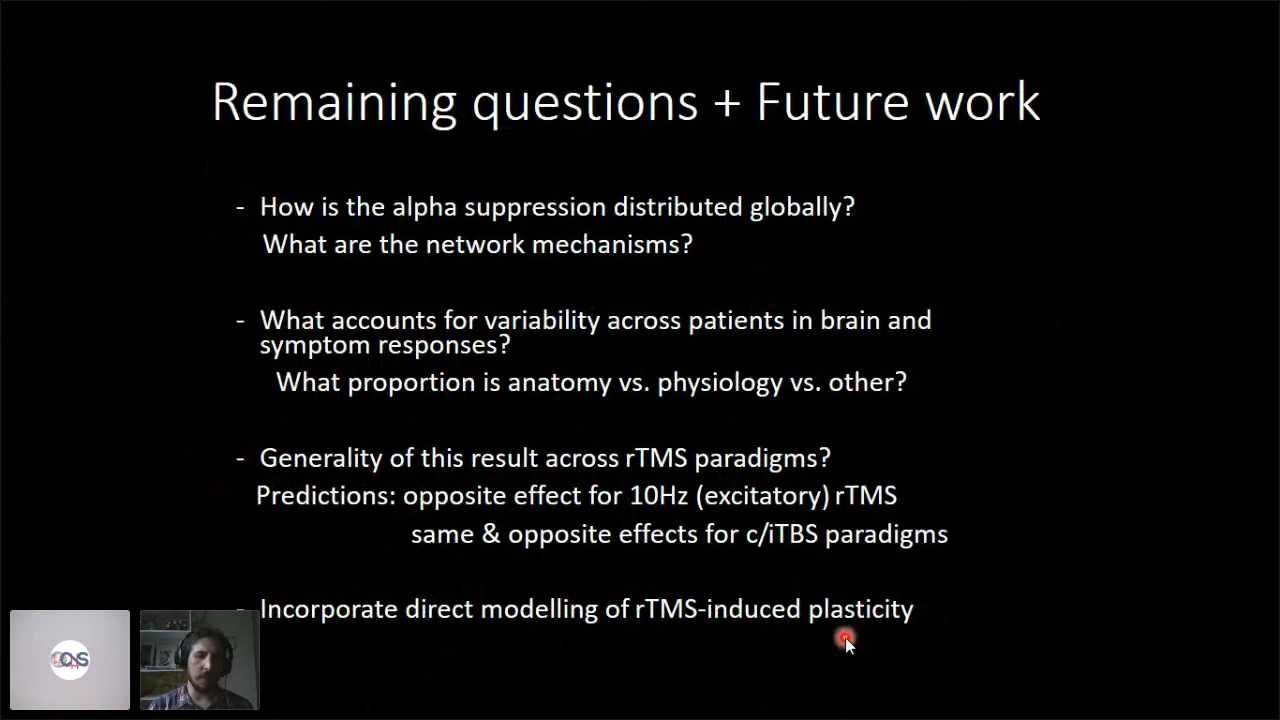 Remaining questions + Future work
- How is the alpha suppression distributed globally?
What are the network mechanisms?
- What accounts for variability across patients in brain and
symptom responses?
What proportion is anatomy vs. physiology vs. other?
- Generality of this result across rTMS paradigms?
Predictions: opposite effect for 10Hz (excitatory) rTMS
same & opposite effects for c/iTBS paradigms
- Incorporate direct modelling of rTMS-induced plasticity